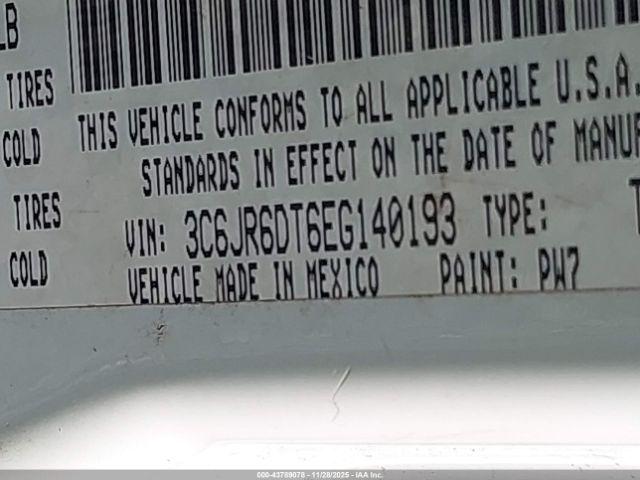 LB
TIRES
THIS VEHICLE CONFORMS TO ALL APPLICABLE U.S.A.
COLD
STANDARDS IN EFFECT ON THE DATE OF MANUF
TIRES
VIN: 3C6JR6DT6EG140193 TYPE: T
COLD
VEHICLE MADE IN MEXICO PAINT: PW7
000-43789078 - 11/28/2025 - IAA Inc.